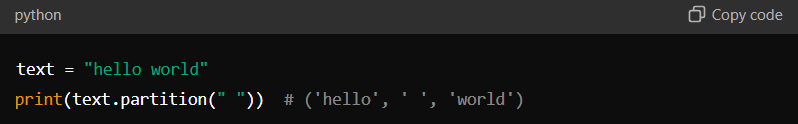 python
Copy code
text = "hello world"
print(text.partition(" "))  # ('hello', ' ', 'world')